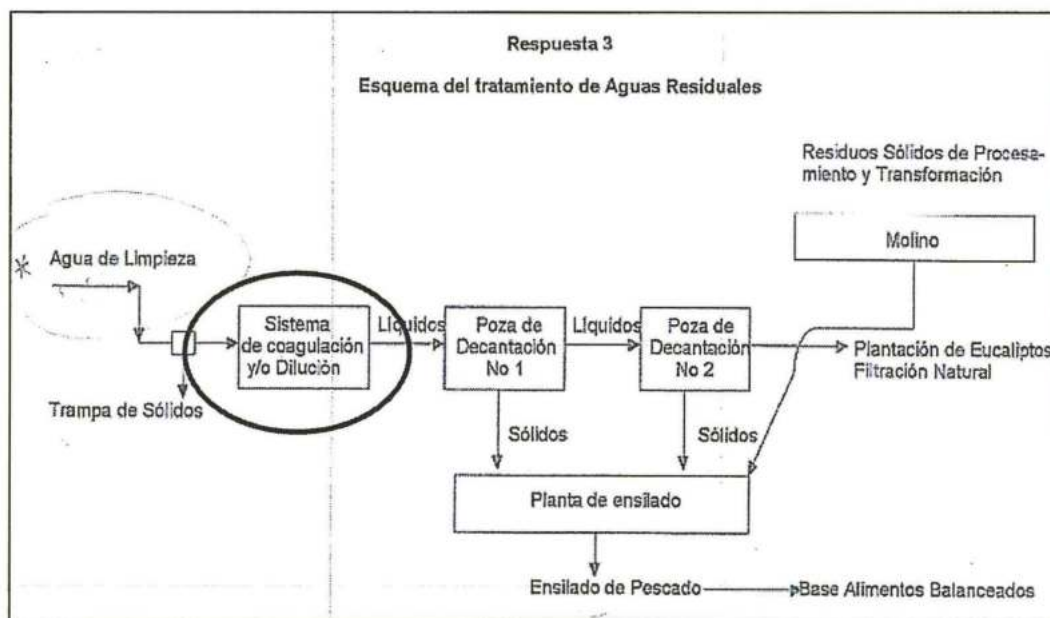 Respuesta 3
Esquema del tratamiento de Aguas Residuales
Residuos Sólidos de Procesa-
miento y Transformación
Molino
* Agua de Limpieza
Sistema
de coagulación
y/o Dilución
Líquidos
Poza de
Decantación
No 1
Líquidos
Poza de
Decantación
No 2
Plantación de Eucaliptos
Filtración Natural
Trampa de Sólidos
Sólidos
Sólidos
Planta de ensilado
Ensilado de Pescado
Base Alimentos Balanceados